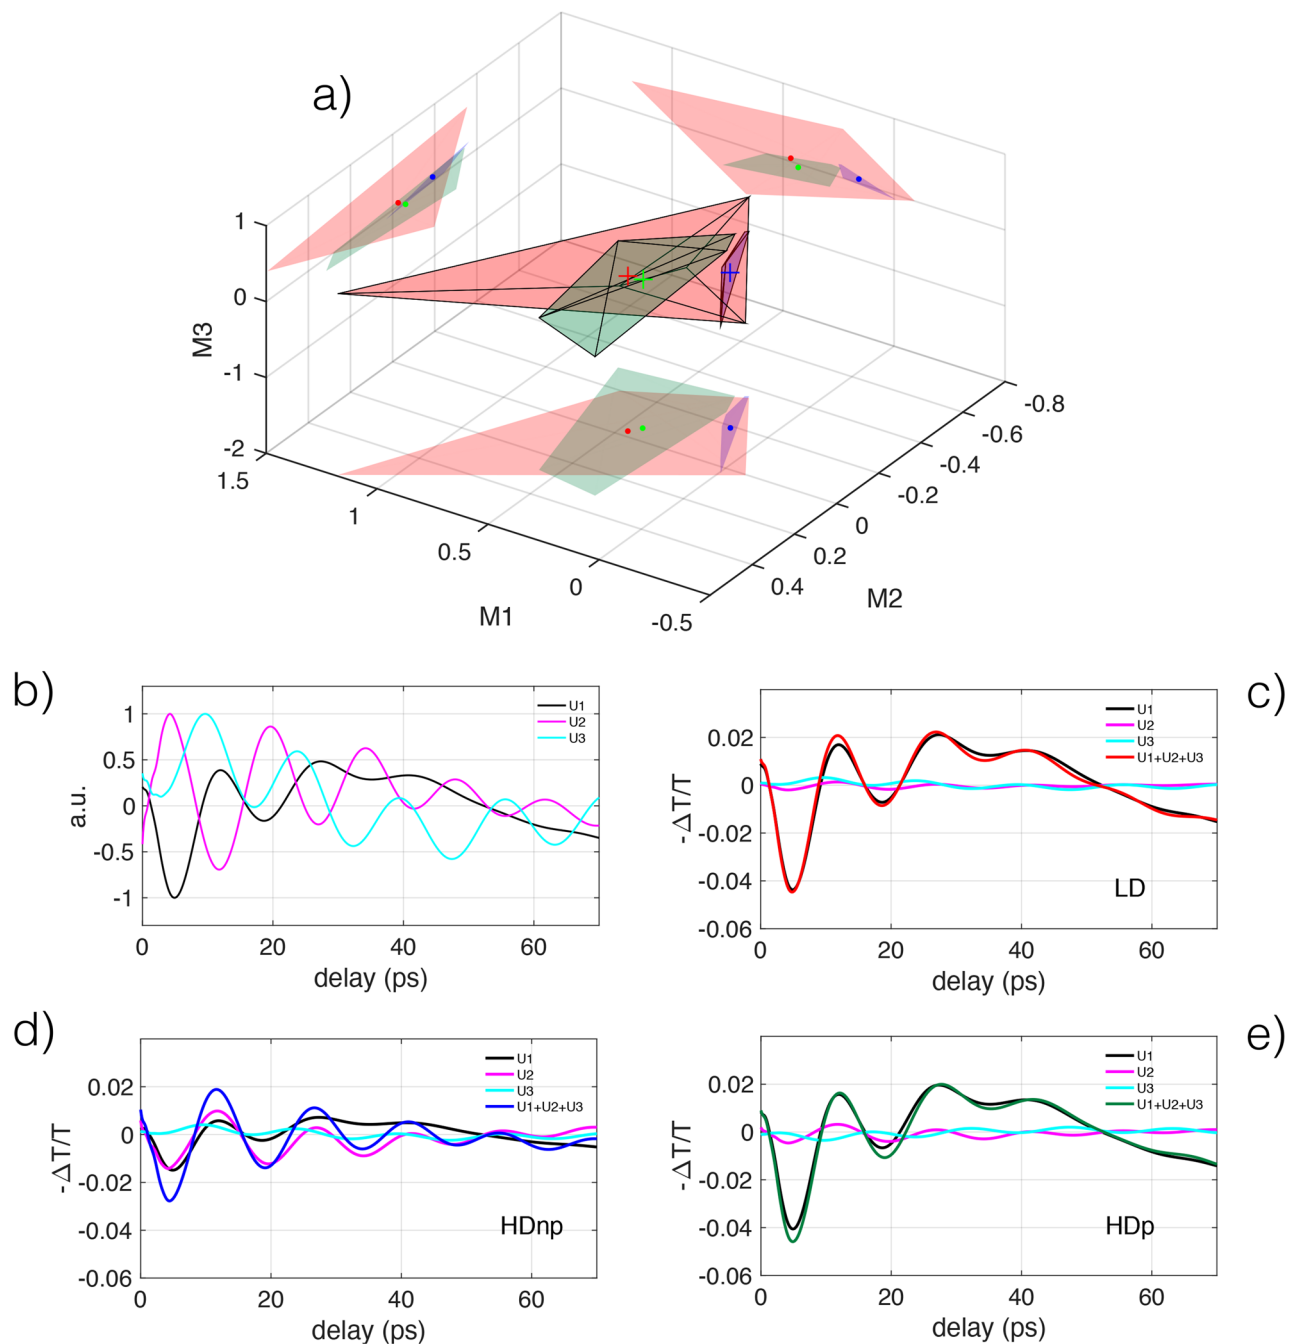 a)
1
0
-1
-2
M3
1.5
1
0.5
0
-0.5
M1
-0.8
-0.6
-0.4
-0.2
0
0.2
0.4
M2
b)
1
0.5
0
-0.5
-1
a.u.
0 20 40 60
delay (ps)
U1
U2
U3
c)
0.02
0
-0.02
-0.04
-0.06
-ΔT/T
0 20 40 60
delay (ps)
U1
U2
U3
U1+U2+U3
LD
d)
0.02
0
-0.02
-0.04
-0.06
-ΔT/T
0 20 40 60
delay (ps)
U1
U2
U3
U1+U2+U3
HDnp
e)
0.02
0
-0.02
-0.04
-0.06
-ΔT/T
0 20 40 60
delay (ps)
U1
U2
U3
U1+U2+U3
HDp